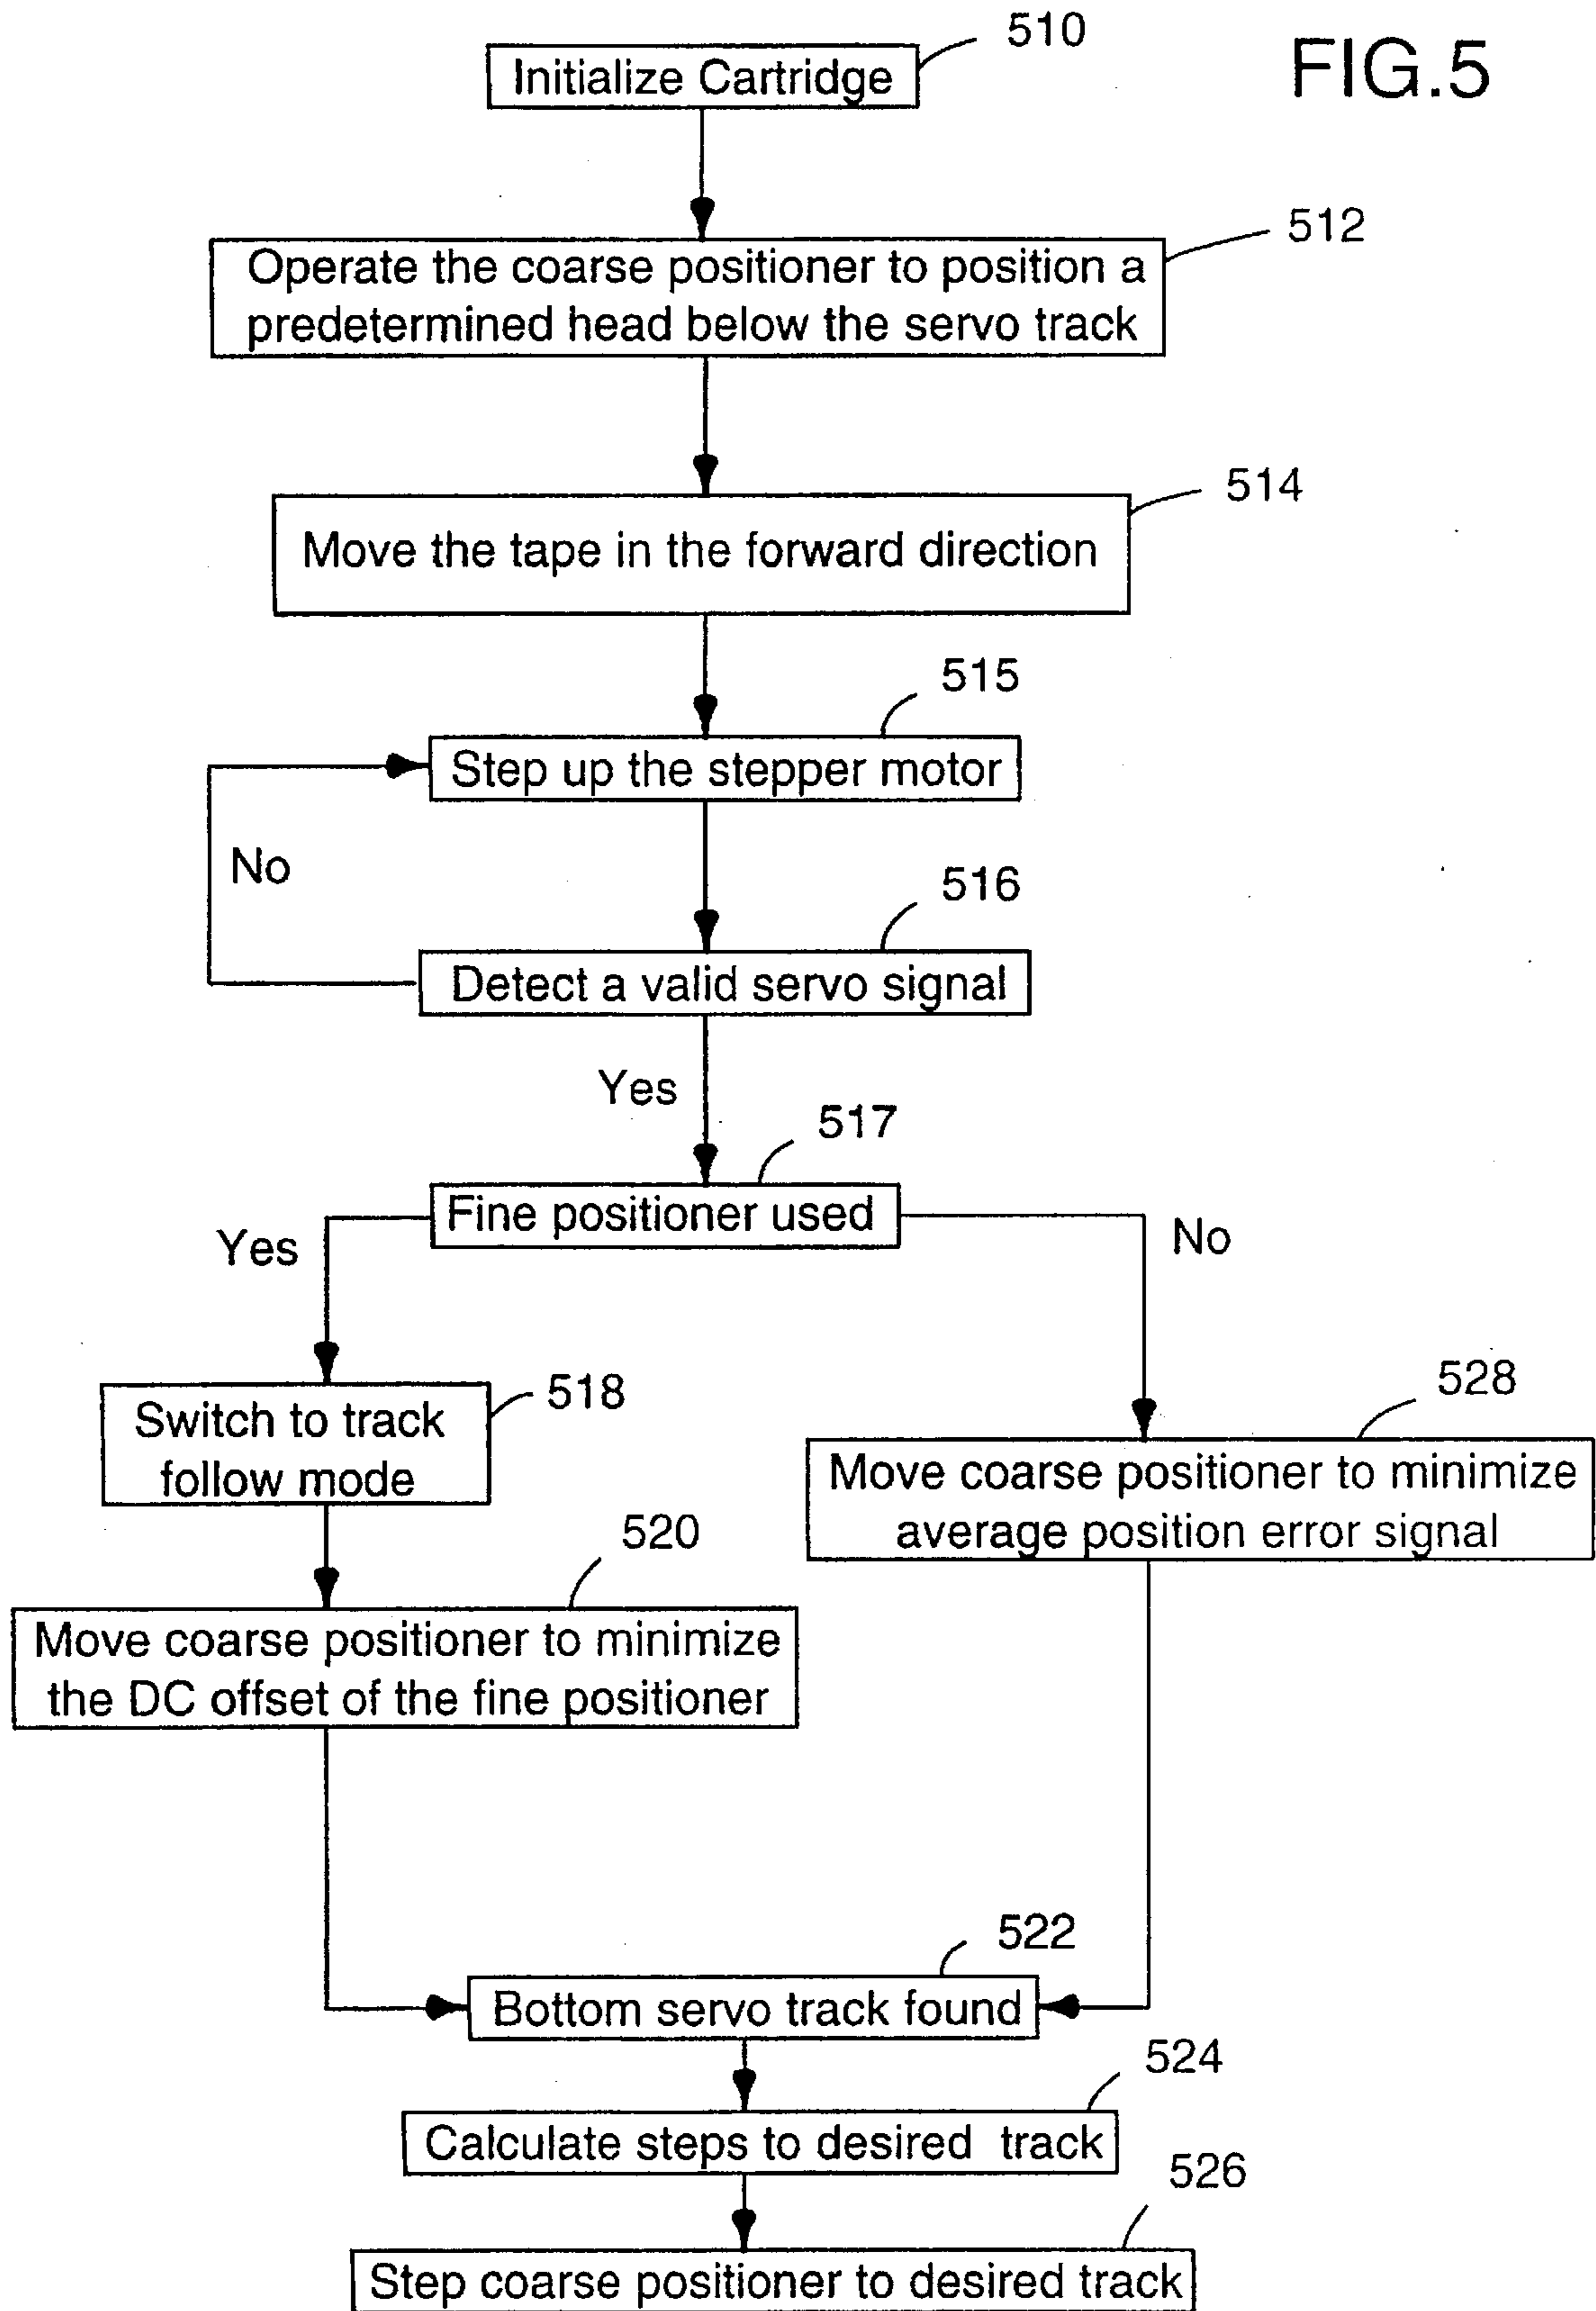 510
FIG.5
Initialize Cartridge
512
Operate the coarse positioner to position a
predetermined head below the servo track
514
Move the tape in the forward direction
515
Step up the stepper motor
No
516
Detect a valid servo signal
Yes
517
Fine positioner used
Yes
No
518
Switch to track
follow mode
528
Move coarse positioner to minimize
average position error signal
520
Move coarse positioner to minimize
the DC offset of the fine positioner
522
Bottom servo track found
524
Calculate steps to desired track
526
Step coarse positioner to desired track